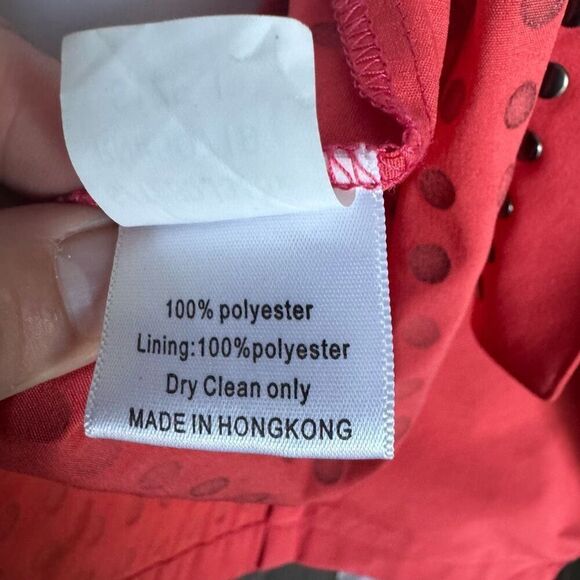 100% polyester
Lining:100%polyester
Dry Clean only
MADE IN HONGKONG